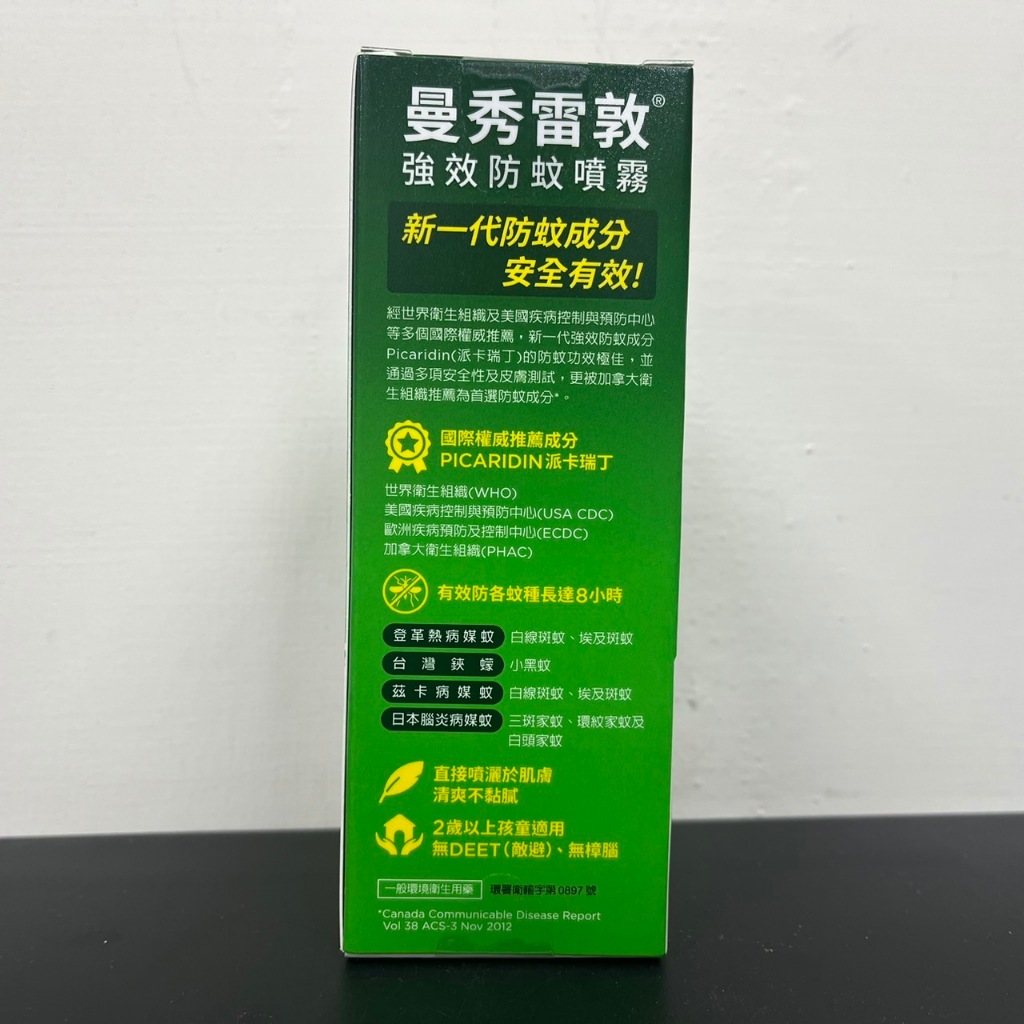 曼秀雷敦®
強效防蚊噴霧
新一代防蚊成分
安全有效!
經世界衛生組織及美國疾病控制與預防中心
等多個國際權威推薦，新一代強效防蚊成分
Picaridin(派卡瑞丁)的防蚊功效極佳，並
通過多項安全性及皮膚測試，更被加拿大衛
生組織推薦為首選防蚊成分*。
國際權威推薦成分
PICARIDIN派卡瑞丁
世界衛生組織(WHO)
美國疾病控制與預防中心(USA CDC)
歐洲疾病預防及控制中心(ECDC)
加拿大衛生組織(PHAC)
有效防各蚊種長達8小時
登革熱病媒蚊 白線斑蚊、埃及斑蚊
台灣鋏蠓 小黑蚊
茲卡病媒蚊 白線斑蚊、埃及斑蚊
日本腦炎病媒蚊 三斑家蚊、環紋家蚊及
白頭家蚊
直接噴灑於肌膚
清爽不黏膩
2歲以上孩童適用
無DEET(敵避)、無樟腦
一般環境衛生用藥 環署衛輸字第0897號
*Canada Communicable Disease Report
Vol 38 ACS-3 Nov 2012